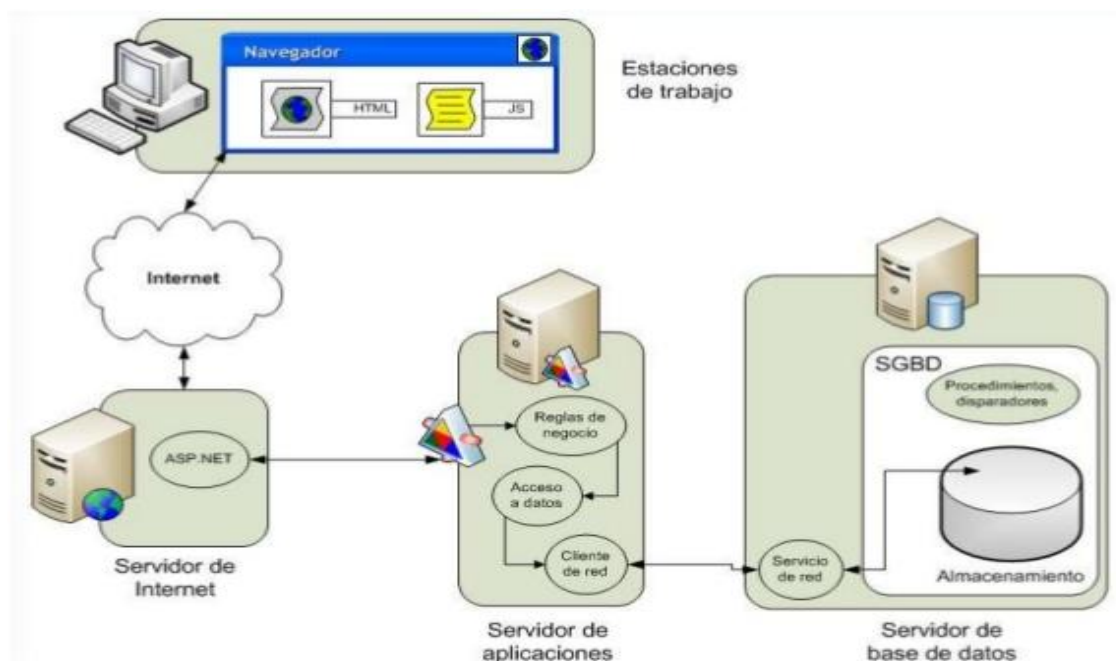 Navegador
HTML
JS
Estaciones
de trabajo
Internet
ASP.NET
Servidor de
Internet
Reglas de
negocio
Acceso
a datos
Cliente
de red
Servidor de
aplicaciones
SGBD
Procedimientos,
disparadores
Servicio
de red
Almacenamiento
Servidor de
base de datos